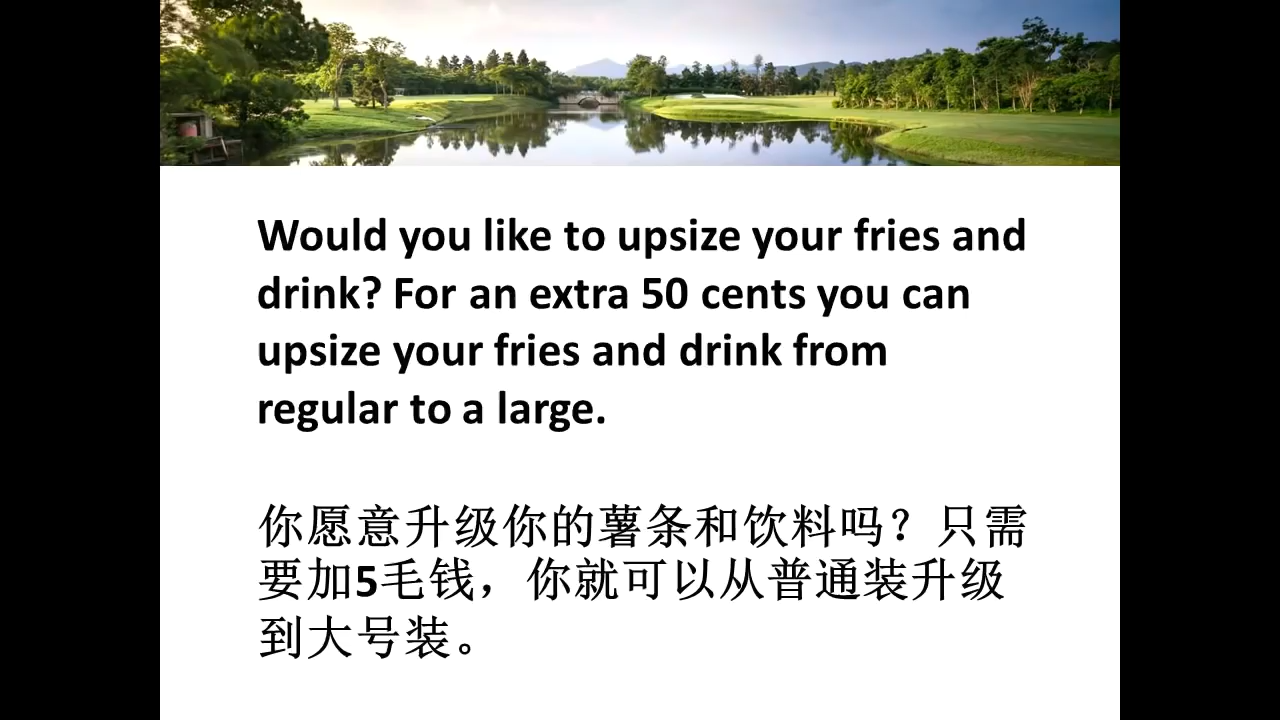 Would you like to upsize your fries and
drink? For an extra 50 cents you can
upsize your fries and drink from
regular to a large.
你愿意升级你的薯条和饮料吗？只需
要加5毛钱，你就可以从普通装升级
到大号装。